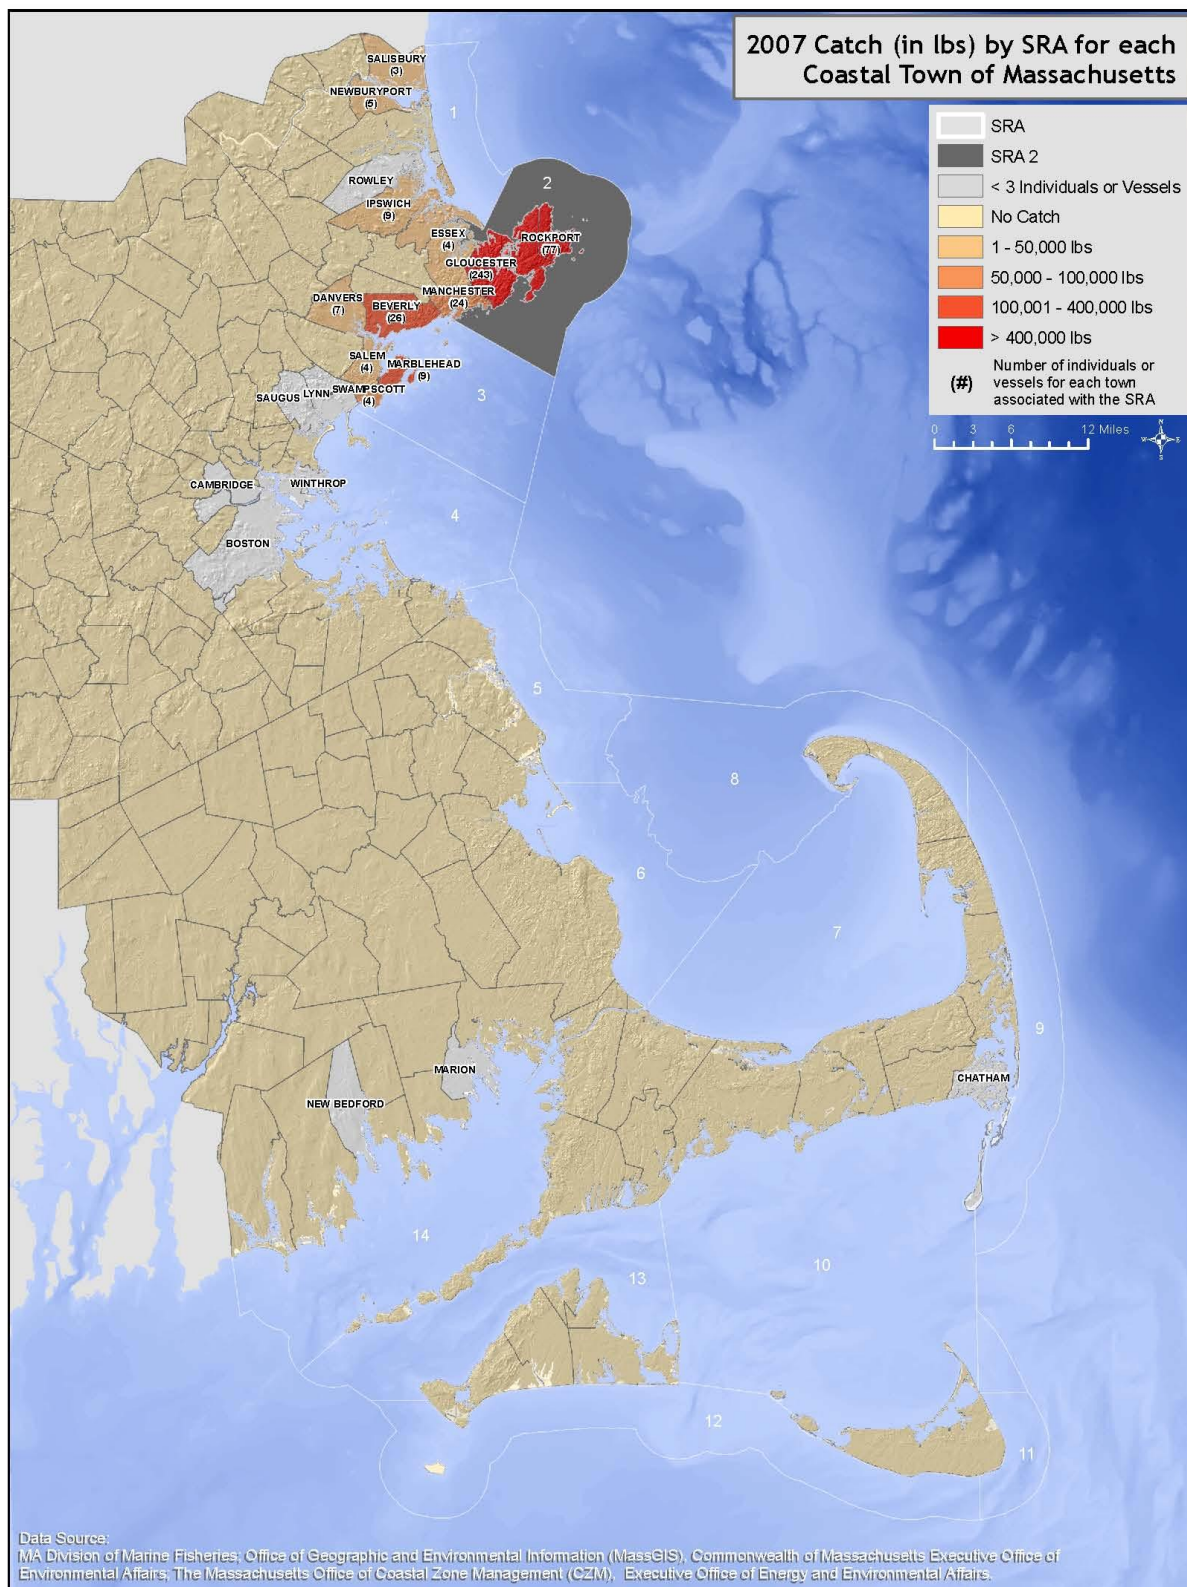 2007 Catch (in lbs) by SRA for each
Coastal Town of Massachusetts
SRA
SRA 2
< 3 Individuals or Vessels
No Catch
1 - 50,000 lbs
50,000 - 100,000 lbs
100,001 - 400,000 lbs
> 400,000 lbs
(#)
Number of individuals or
vessels for each town
associated with the SRA
0 3 6 12 Miles
N
W E
S
SALISBURY
(3)
NEWBURYPORT
(5)
1
ROWLEY
2
IPSWICH
(9)
ESSEX
(4)
ROCKPORT
(77)
GLOUCESTER
(243)
MANCHESTER
(24)
DANVERS
(7)
BEVERLY
(26)
SALEM
(4)
MARBLEHEAD
(9)
SWAMPSCOTT
(4)
LYNN
SAUGUS
3
CAMBRIDGE
WINTHROP
4
BOSTON
5
8
6
7
9
MARION
CHATHAM
NEW BEDFORD
14
10
13
12
11
Data Source:
MA Division of Marine Fisheries; Office of Geographic and Environmental Information (MassGIS), Commonwealth of Massachusetts Executive Office of
Environmental Affairs; The Massachusetts Office of Coastal Zone Management (CZM), Executive Office of Energy and Environmental Affairs.